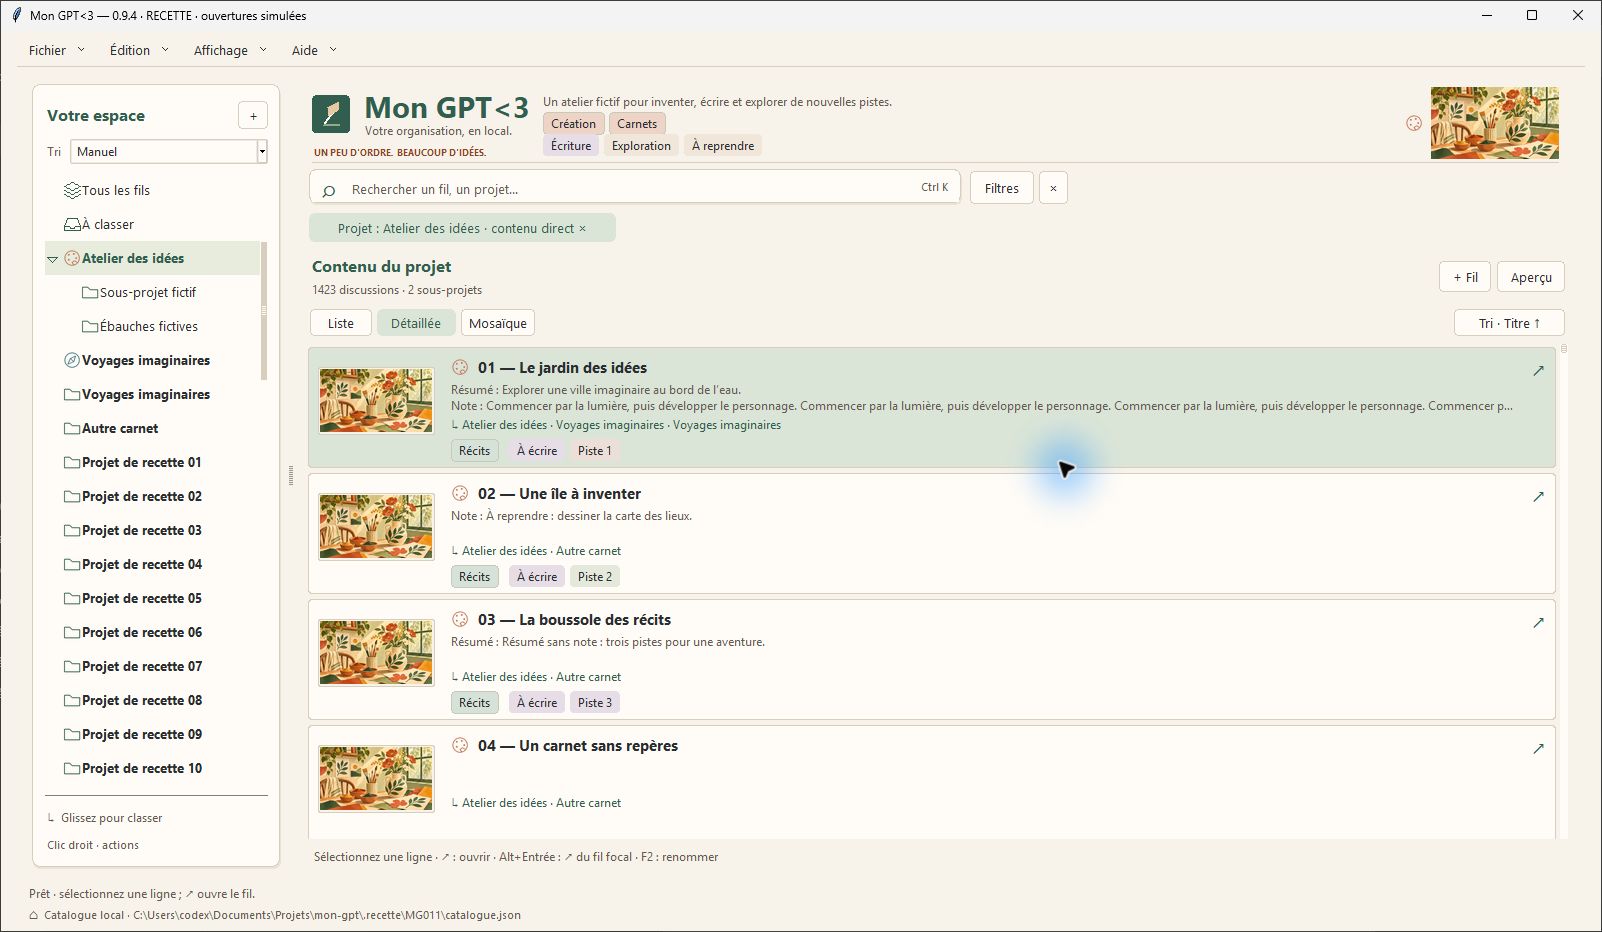 Mon GPT<3 — 0.9.4 · RECETTE · ouvertures simulées
Fichier Édition Affichage Aide
Votre espace +
Tri Manuel
Tous les fils
À classer
Atelier des idées
Sous-projet fictif
Ébauches fictives
Voyages imaginaires
Voyages imaginaires
Autre carnet
Projet de recette 01
Projet de recette 02
Projet de recette 03
Projet de recette 04
Projet de recette 05
Projet de recette 06
Projet de recette 07
Projet de recette 08
Projet de recette 09
Projet de recette 10
↳ Glissez pour classer
Clic droit · actions
Mon GPT<3
Votre organisation, en local.
UN PEU D'ORDRE. BEAUCOUP D'IDÉES.
Un atelier fictif pour inventer, écrire et explorer de nouvelles pistes.
Création Carnets
Écriture Exploration À reprendre
Rechercher un fil, un projet... Ctrl K
Filtres ×
Projet : Atelier des idées · contenu direct ×
Contenu du projet
1423 discussions · 2 sous-projets
+ Fil Aperçu
Liste Détaillée Mosaïque
Tri · Titre ↑
01 — Le jardin des idées ↗
Résumé : Explorer une ville imaginaire au bord de l'eau.
Note : Commencer par la lumière, puis développer le personnage. Commencer par la lumière, puis développer le personnage. Commencer par la lumière, puis développer le personnage. Commencer p...
↳ Atelier des idées · Voyages imaginaires · Voyages imaginaires
Récits À écrire Piste 1
02 — Une île à inventer ↗
Note : À reprendre : dessiner la carte des lieux.
↳ Atelier des idées · Autre carnet
Récits À écrire Piste 2
03 — La boussole des récits ↗
Résumé : Résumé sans note : trois pistes pour une aventure.
↳ Atelier des idées · Autre carnet
Récits À écrire Piste 3
04 — Un carnet sans repères ↗
↳ Atelier des idées · Autre carnet
Sélectionnez une ligne · ↗ : ouvrir · Alt+Entrée : ↗ du fil focal · F2 : renommer
Prêt · sélectionnez une ligne ; ↗ ouvre le fil.
⌂ Catalogue local · C:\Users\codex\Documents\Projets\mon-gpt\.recette\MG011\catalogue.json